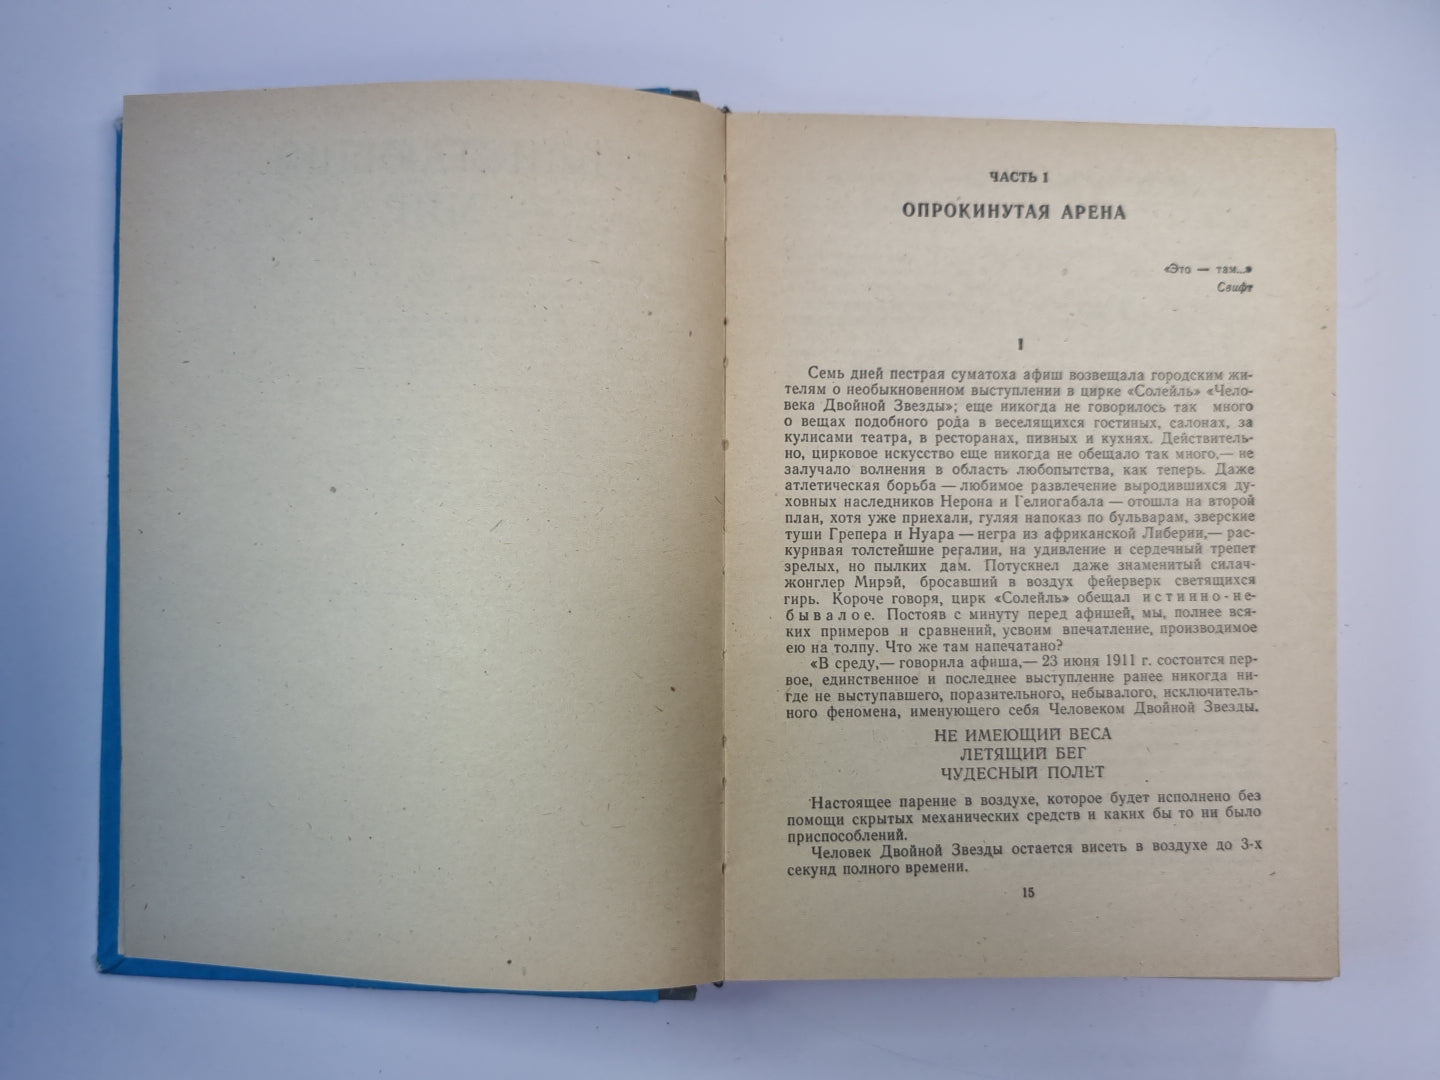 ЧАСТЬ 1
ОПРОКИНУТАЯ АРЕНА
«Это — там...»
Свифт
I
Семь дней пестрая суматоха афиш возвещала городским жи-
телям о необыкновенном выступлении в цирке «Солейль» «Чело-
века Двойной Звезды»; еще никогда не говорилось так много
о вещах подобного рода в веселящихся гостиных, салонах, за
кулисами театра, в ресторанах, пивных и кухнях. Действитель-
но, цирковое искусство еще никогда не обещало так много,— не
залучало волнения в область любопытства, как теперь. Даже
атлетическая борьба — любимое развлечение выродившихся ду-
ховных наследников Нерона и Гелиогабала — отошла на второй
план, хотя уже приехали, гуляя напоказ по бульварам, зверские
туши Грепера и Нуара — негра из африканской Либерии,— рас-
куривая толстейшие регалии, на удивление и сердечный трепет
зрелых, но пылких дам. Потускнел даже знаменитый силач-
жонглер Мирэй, бросавший в воздух фейерверк светящихся
гирь. Короче говоря, цирк «Солейль» обещал истинно-не-
бывалое. Постояв с минуту перед афишей, мы, полнее вся-
ких примеров и сравнений, усвоим впечатление, производимое
ею на толпу. Что же там напечатано?
«В среду,— говорила афиша,— 23 июня 1911 г. состоится пер-
вое, единственное и последнее выступление ранее никогда ни-
где не выступавшего, поразительного, небывалого, исключитель-
ного феномена, именующего себя Человеком Двойной Звезды.
НЕ ИМЕЮЩИЙ ВЕСА
ЛЕТЯЩИЙ БЕГ
ЧУДЕСНЫЙ ПОЛЕТ
Настоящее парение в воздухе, которое будет исполнено без
помощи скрытых механических средств и каких бы то ни было
приспособлений.
Человек Двойной Звезды остается висеть в воздухе до 3-х
секунд полного времени.
15